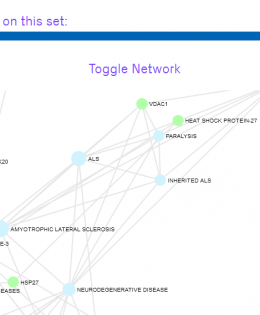 on this set:
Toggle Network
VDAC1
HEAT SHOCK PROTEIN-27
PARALYSIS
ALS
K20
INHERITED ALS
AMYOTROPHIC LATERAL SCLEROSIS
E-3
HSP27
EASES
NEURODEGENERATIVE DISEASE